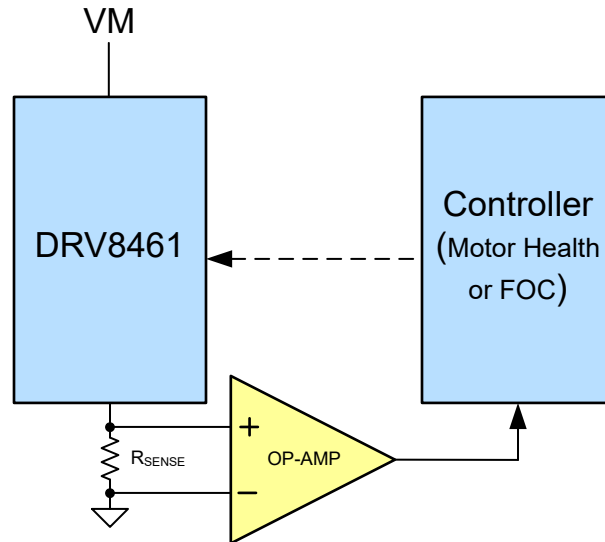 VM
DRV8461
Controller
(Motor Health
or FOC)
+
OP-AMP
−
RSENSE